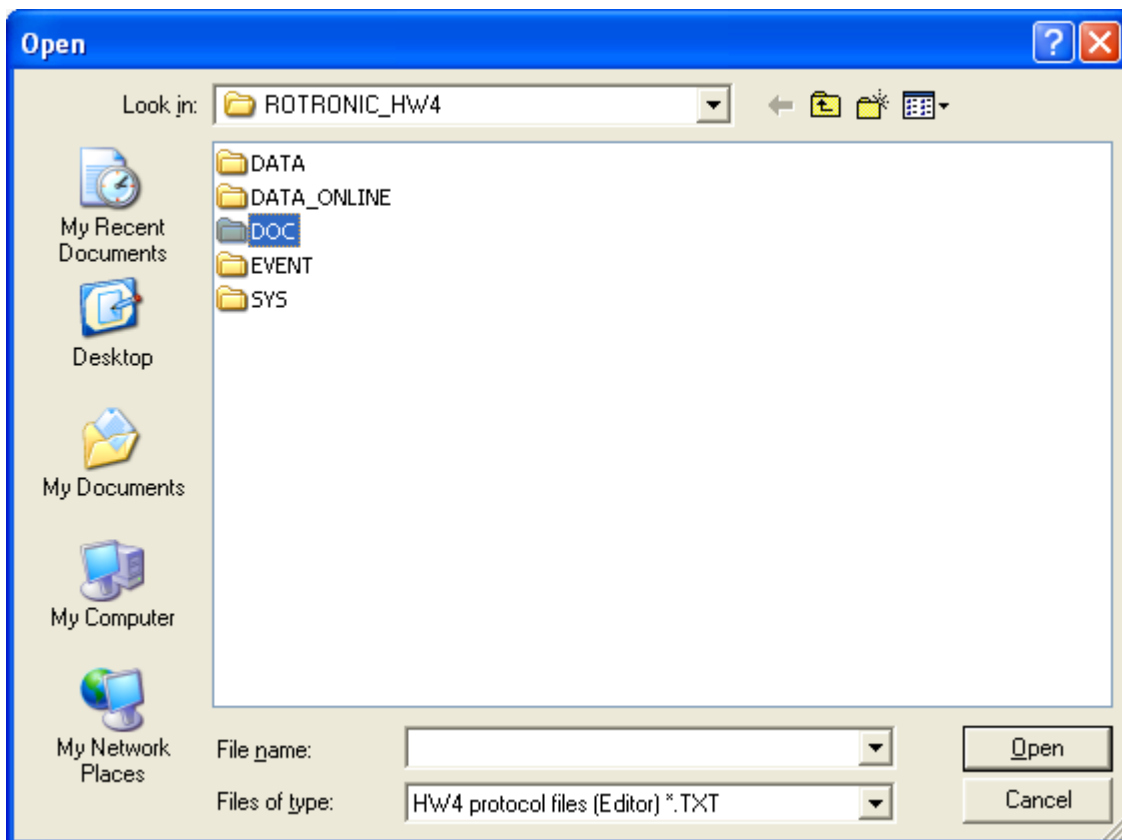 Open
Look in: ROTRONIC_HW4
DATA
DATA_ONLINE
DOC
EVENT
SYS
My Recent
Documents
Desktop
My Documents
My Computer
My Network
Places
File name:
Open
Files of type: HW4 protocol files (Editor) *.TXT
Cancel